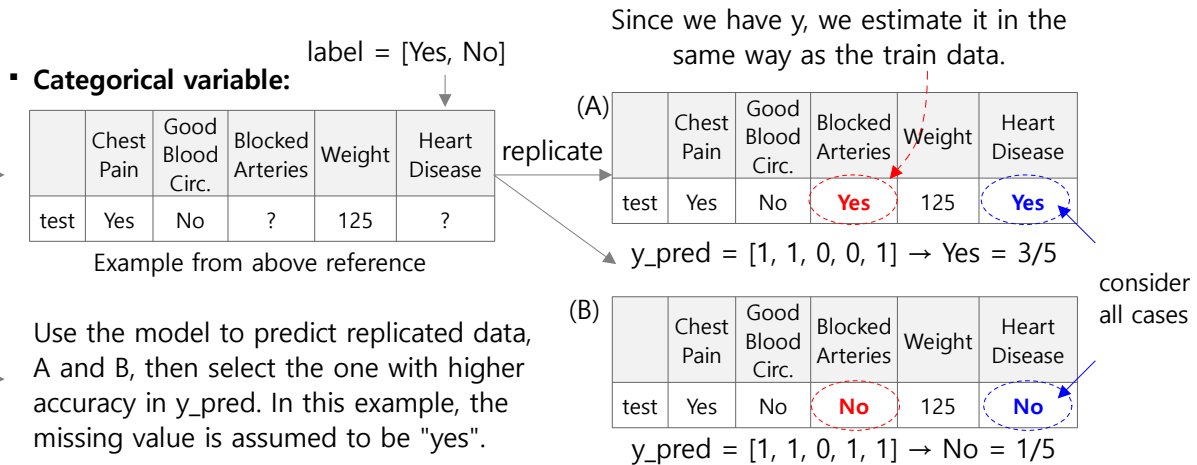 Since we have y, we estimate it in the
same way as the train data.
label = [Yes, No]
▪ Categorical variable:
Chest Pain Good Blood Circ. Blocked Arteries Weight Heart Disease
test Yes No ? 125 ?
Example from above reference
replicate
(A)
Chest Pain Good Blood Circ. Blocked Arteries Weight Heart Disease
test Yes No Yes 125 Yes
y_pred = [1, 1, 0, 0, 1] → Yes = 3/5
consider
all cases
(B)
Chest Pain Good Blood Circ. Blocked Arteries Weight Heart Disease
test Yes No No 125 No
y_pred = [1, 1, 0, 1, 1] → No = 1/5
Use the model to predict replicated data,
A and B, then select the one with higher
accuracy in y_pred. In this example, the
missing value is assumed to be "yes".